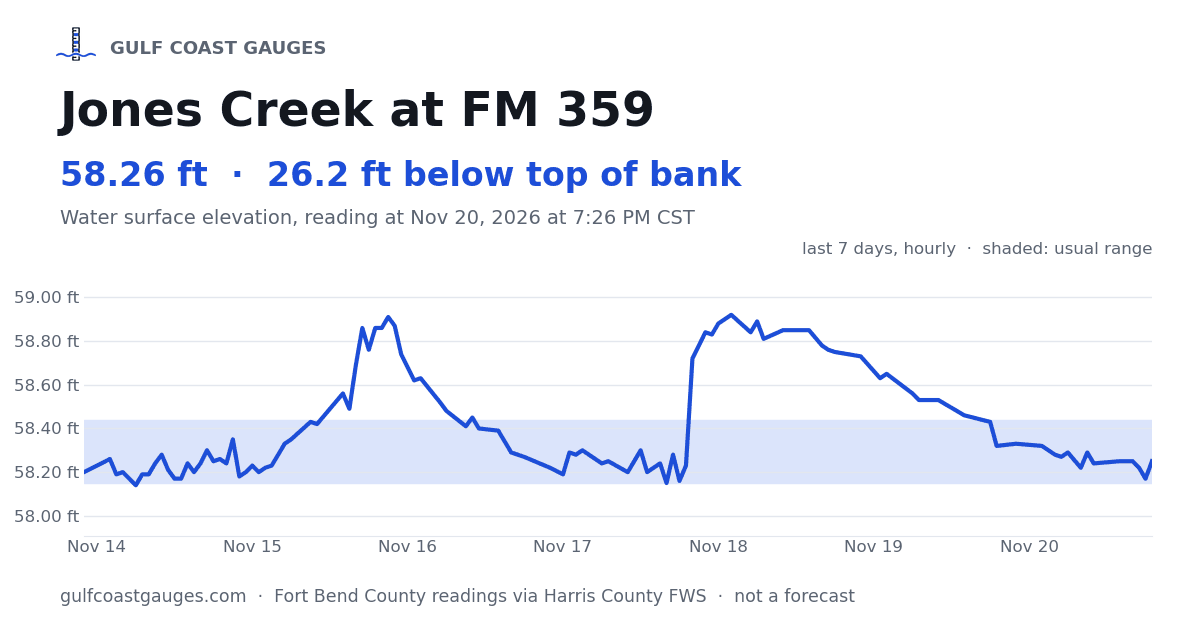 GULF COAST GAUGES
Jones Creek at FM 359
58.26 ft · 26.2 ft below top of bank
Water surface elevation, reading at Nov 20, 2026 at 7:26 PM CST
last 7 days, hourly · shaded: usual range
59.00 ft
58.80 ft
58.60 ft
58.40 ft
58.20 ft
58.00 ft
Nov 14 Nov 15 Nov 16 Nov 17 Nov 18 Nov 19 Nov 20
gulfcoastgauges.com · Fort Bend County readings via Harris County FWS · not a forecast